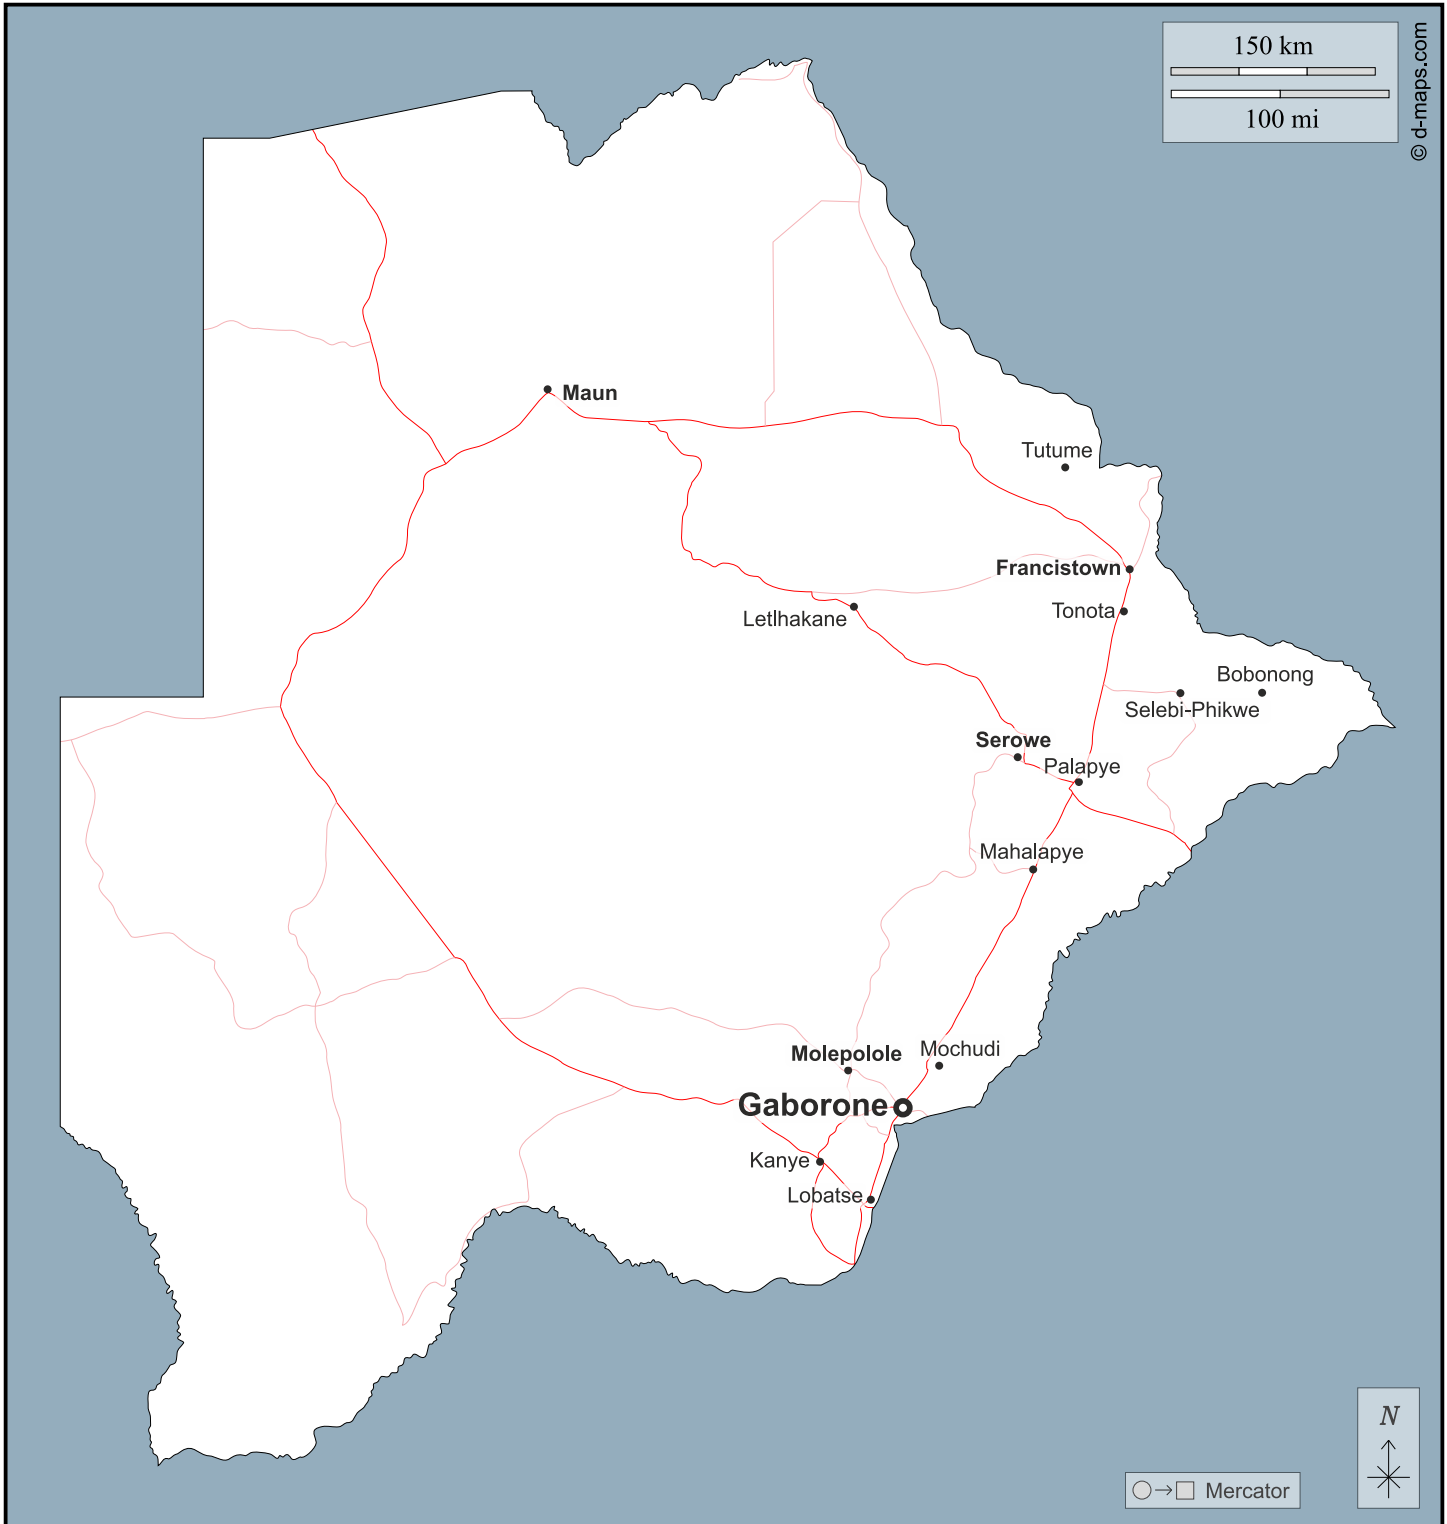 150 km
100 mi
© d-maps.com
Maun
Tutume
Francistown
Tonota
Letlhakane
Bobonong
Selebi-Phikwe
Serowe
Palapye
Mahalapye
Mochudi
Molepolole
Gaborone
Kanye
Lobatse
N
Mercator